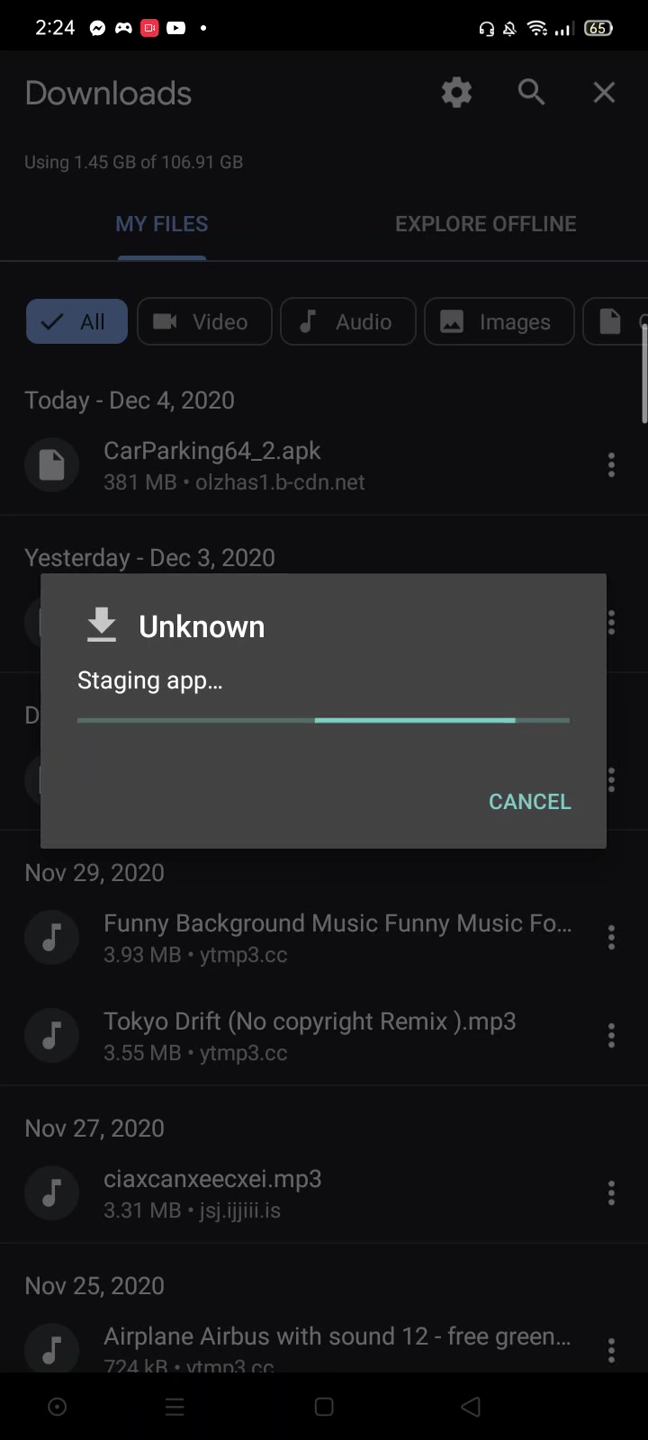 2:24
65
Downloads
Using 1.45 GB of 106.91 GB
MY FILES
EXPLORE OFFLINE
All
Video
Audio
Images
Today - Dec 4, 2020
CarParking64_2.apk
381 MB • olzhas1.b-cdn.net
Yesterday - Dec 3, 2020
Unknown
Staging app...
D
CANCEL
Nov 29, 2020
Funny Background Music Funny Music Fo...
3.93 MB • ytmp3.cc
Tokyo Drift (No copyright Remix ).mp3
3.55 MB • ytmp3.cc
Nov 27, 2020
ciaxcanxeecxei.mp3
3.31 MB • jsj.ijjiii.is
Nov 25, 2020
Airplane Airbus with sound 12 - free green...
724 kB • ytmp3.cc